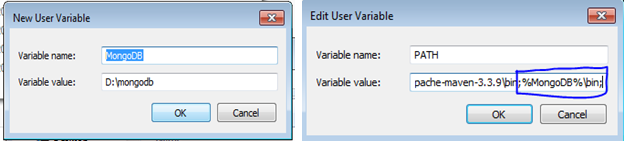 New User Variable
Variable name: MongoDB
Variable value: D:\mongodb
OK Cancel
Edit User Variable
Variable name: PATH
Variable value: pache-maven-3.3.9\bin;%MongoDB%\bin;
OK Cancel